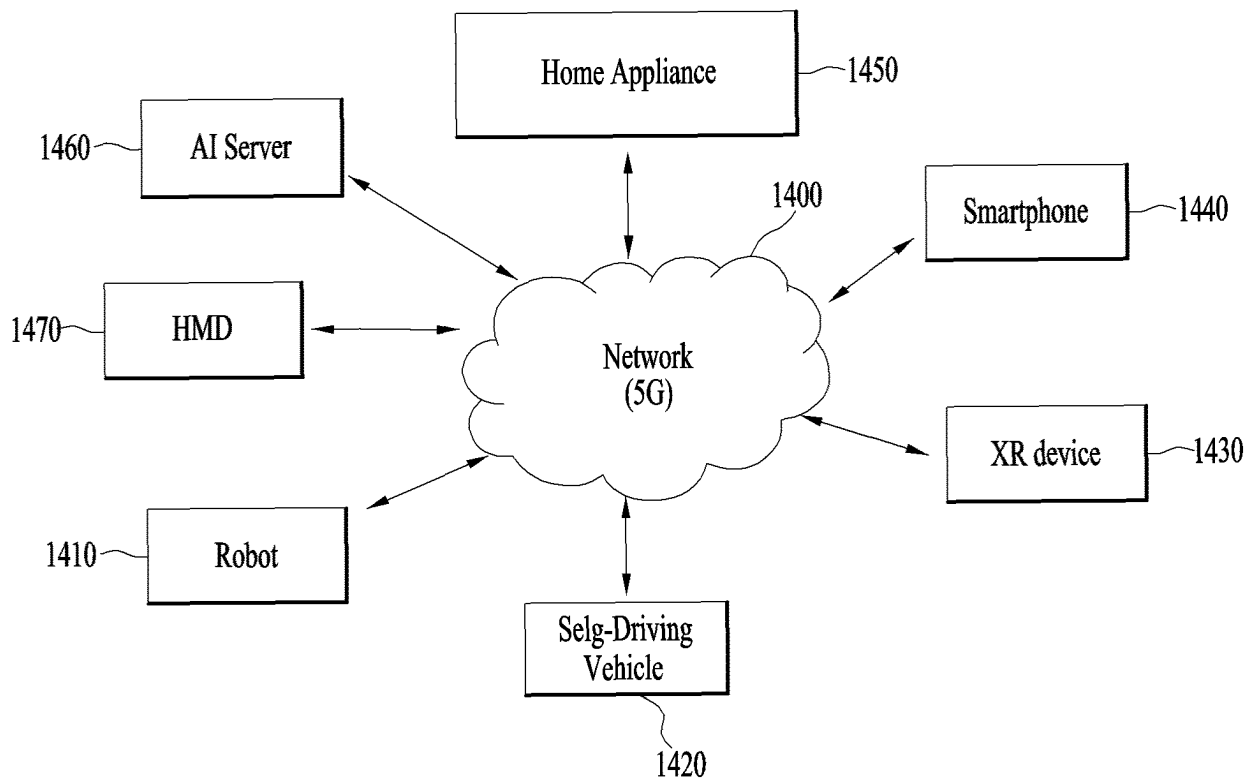 Home Appliance
1450
AI Server
1460
1400
Smartphone
1440
HMD
1470
Network
(5G)
XR device
1430
Robot
1410
Selg-Driving
Vehicle
1420